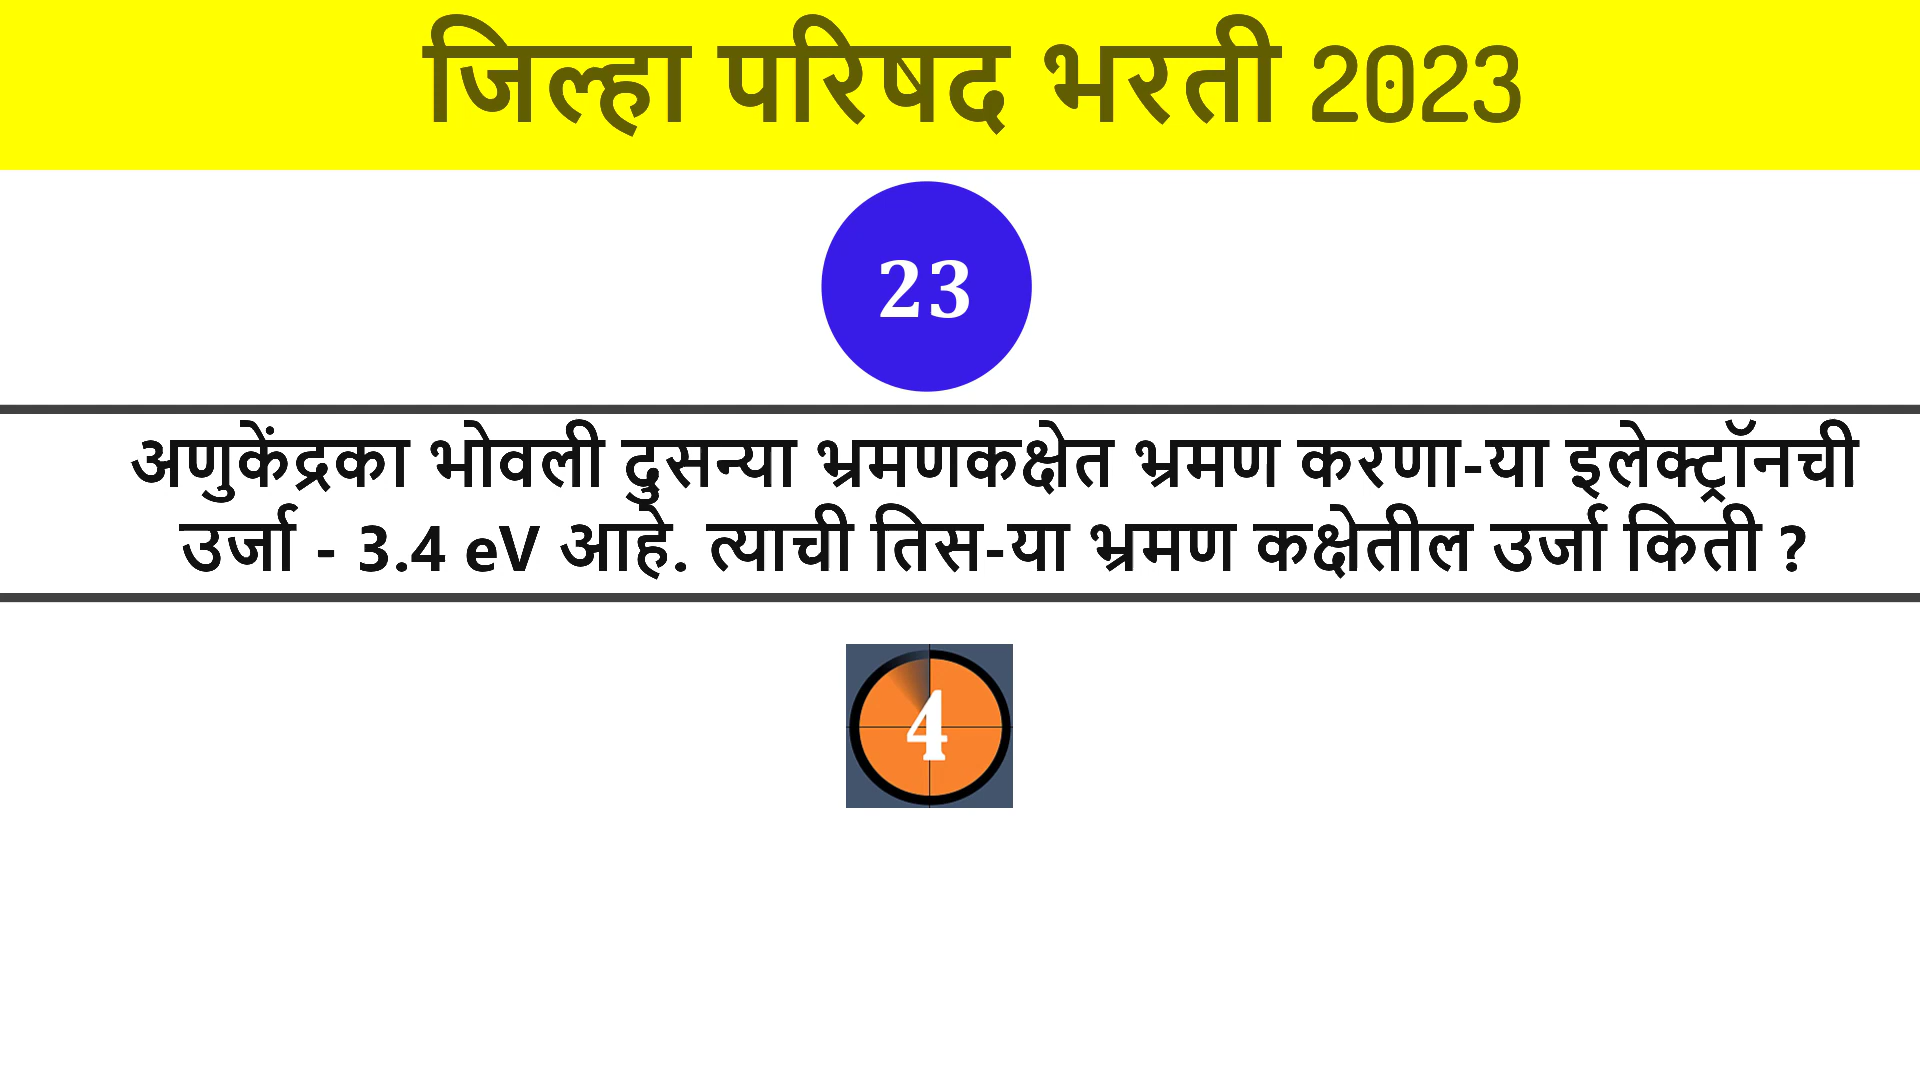 जिल्हा परिषद भरती 2023
23
अणुकेंद्रका भोवली दुसन्या भ्रमणकक्षेत भ्रमण करणा-या इलेक्ट्रॉनची
उर्जा - 3.4 eV आहे. त्याची तिस-या भ्रमण कक्षेतील उर्जा किती ?
4